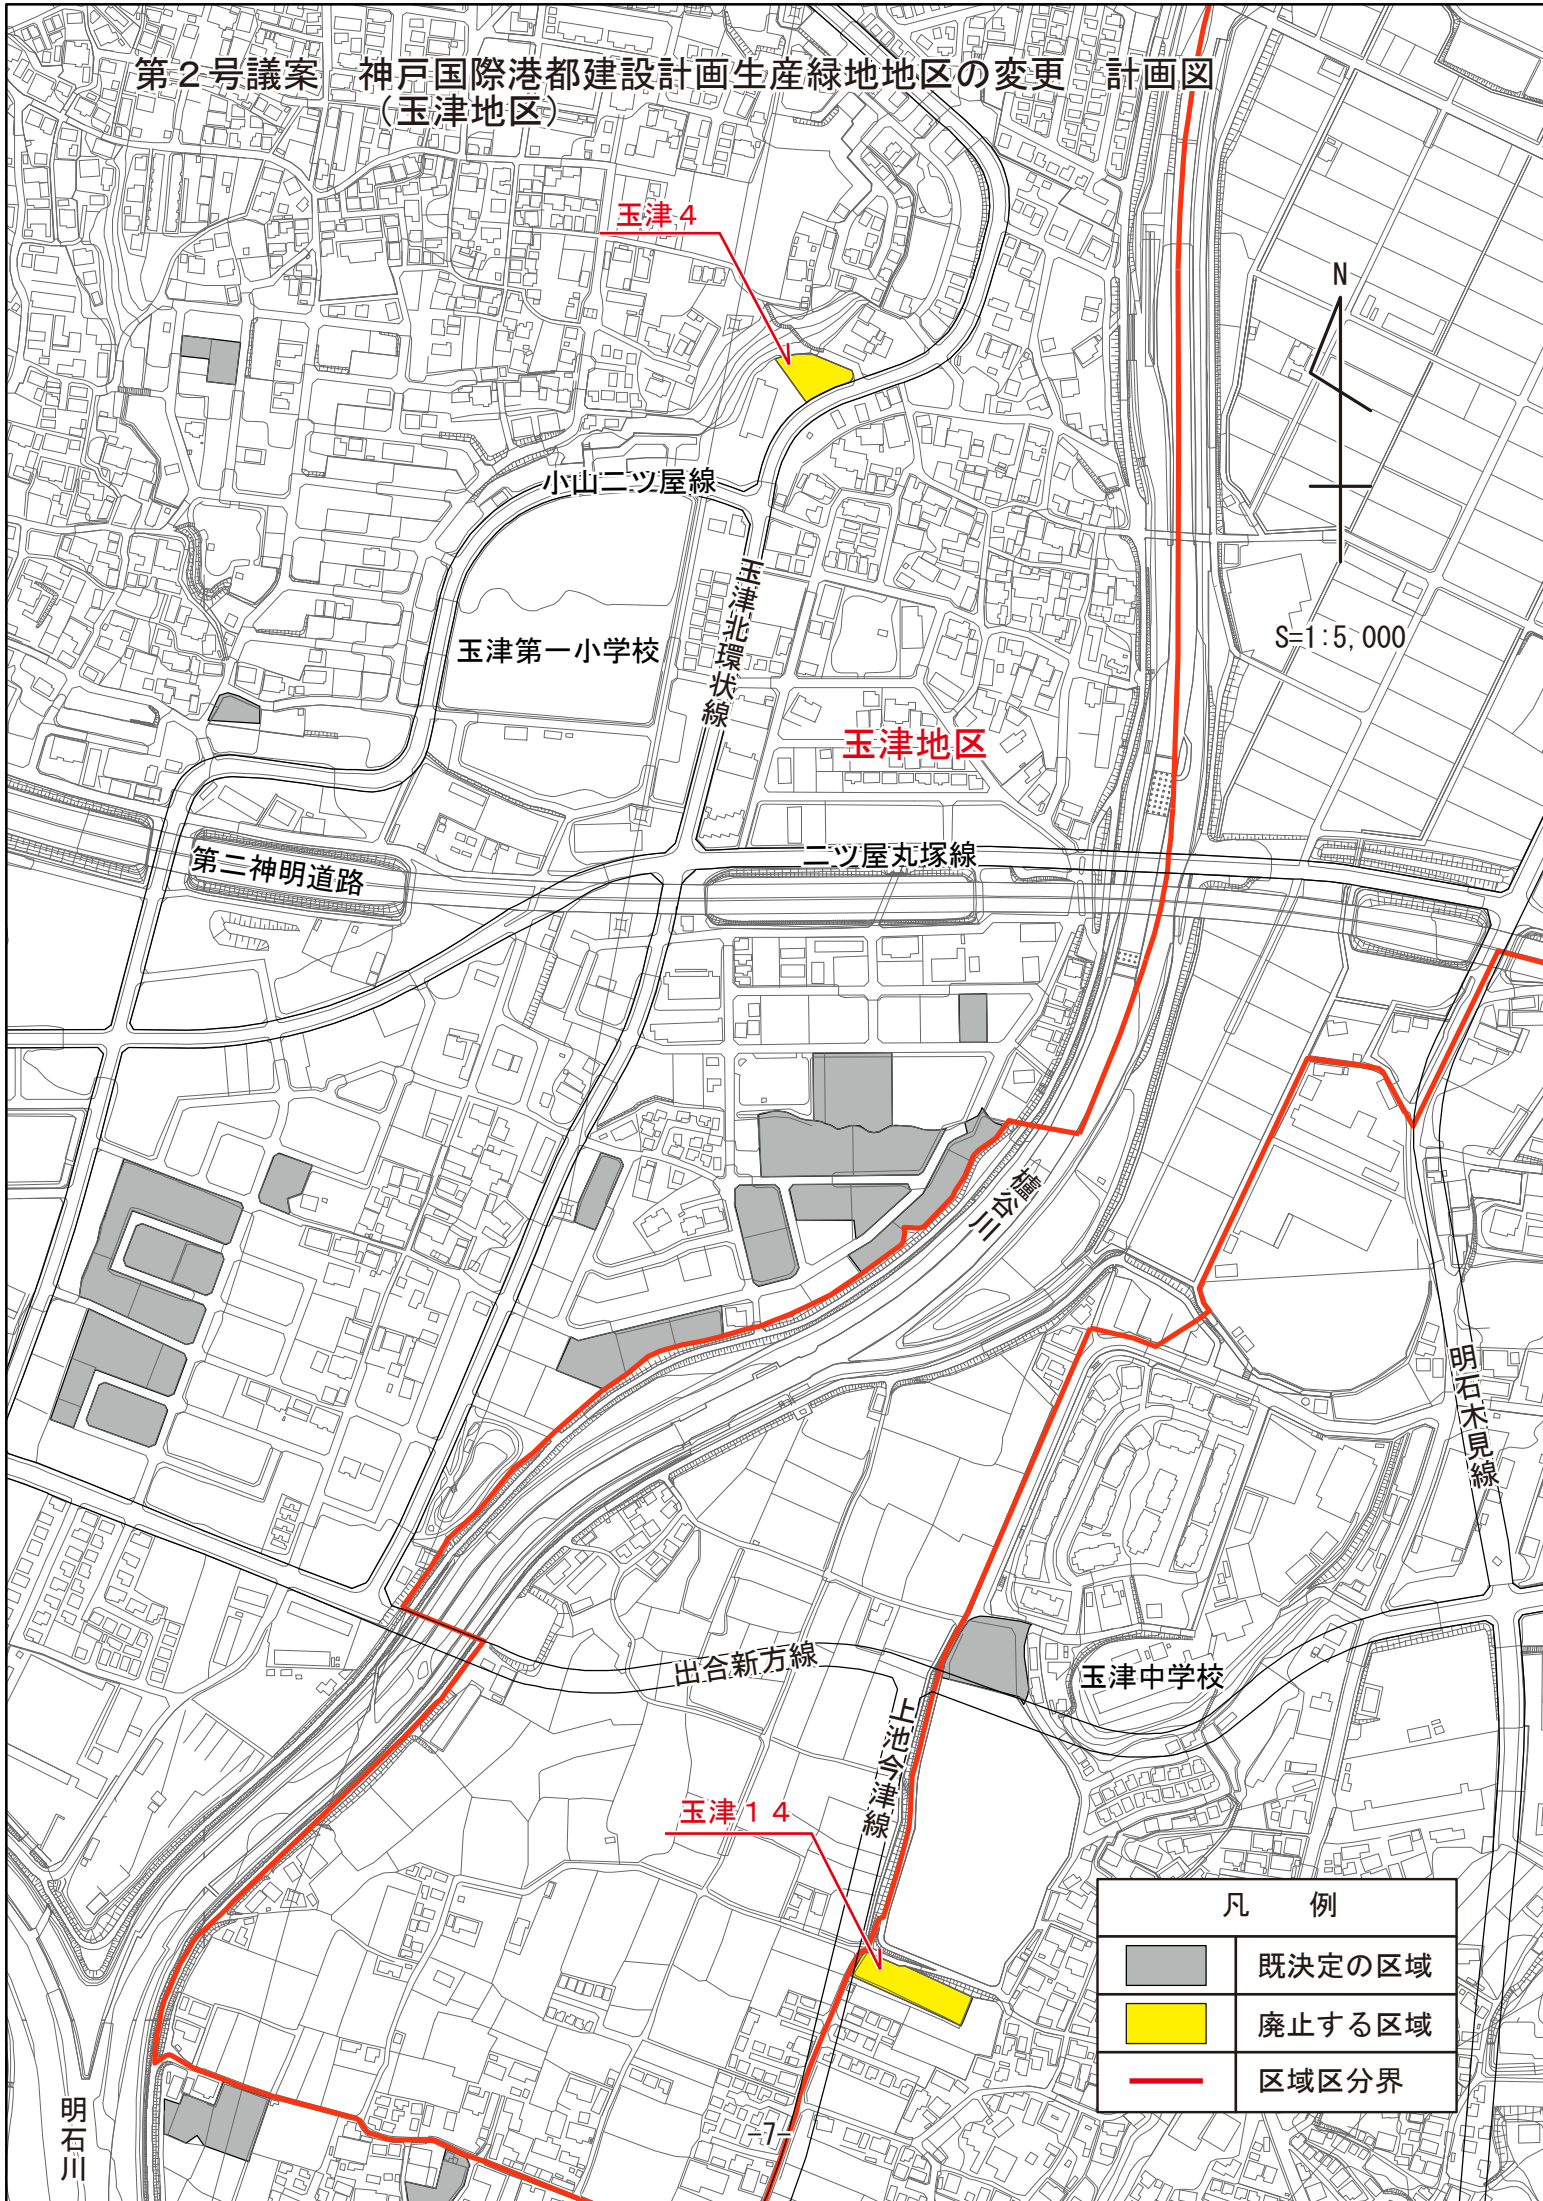 第２号議案　神戸国際港都建設計画生産緑地地区の変更　計画図
（玉津地区）
玉津４
N
小山二ツ屋線
玉津北環状線
玉津第一小学校
S=1:5,000
玉津地区
二ツ屋丸塚線
第二神明道路
櫨谷川
明石木見線
出合新方線
玉津中学校
上池今津線
玉津１４
凡　例
既決定の区域
廃止する区域
区域区分界
明石川
-7-